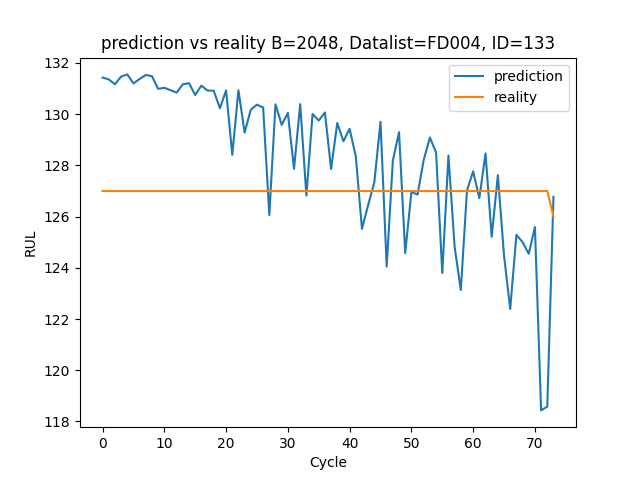 prediction vs reality B=2048, Datalist=FD004, ID=133
prediction
reality
RUL
132
130
128
126
124
122
120
118
0 10 20 30 40 50 60 70
Cycle